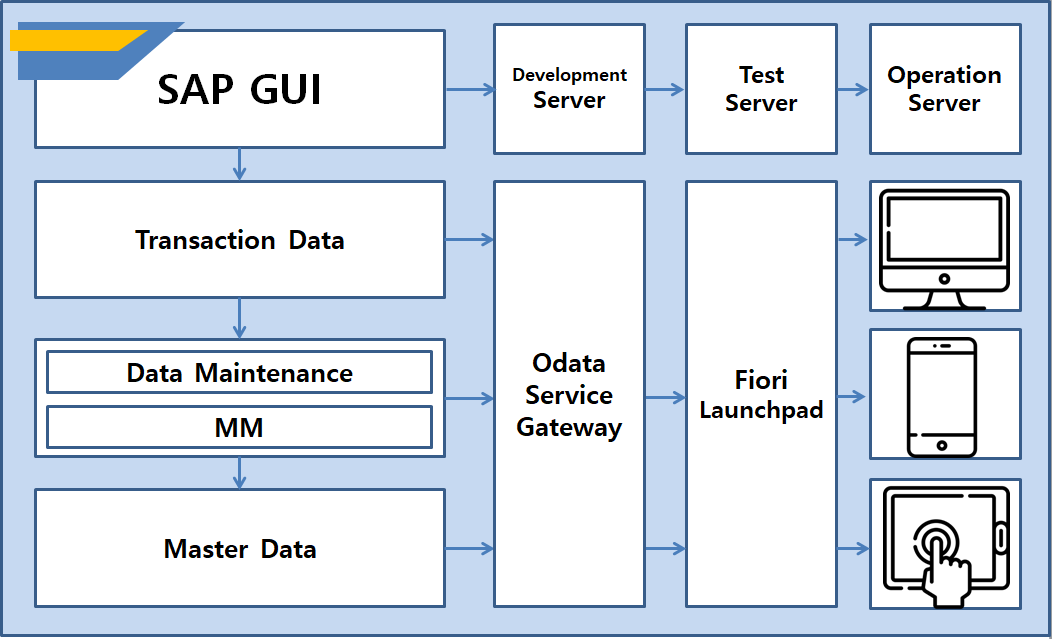 SAP GUI
Development
Server
Test
Server
Operation
Server
Transaction Data
Data Maintenance
MM
Master Data
Odata
Service
Gateway
Fiori
Launchpad